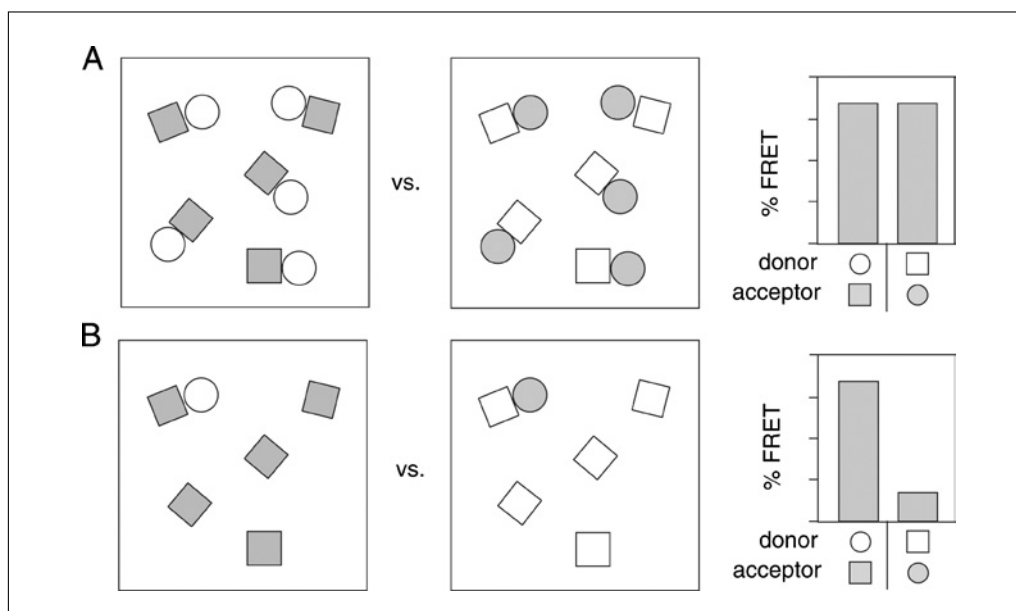 A
vs.
% FRET
donor
acceptor
B
vs.
% FRET
donor
acceptor